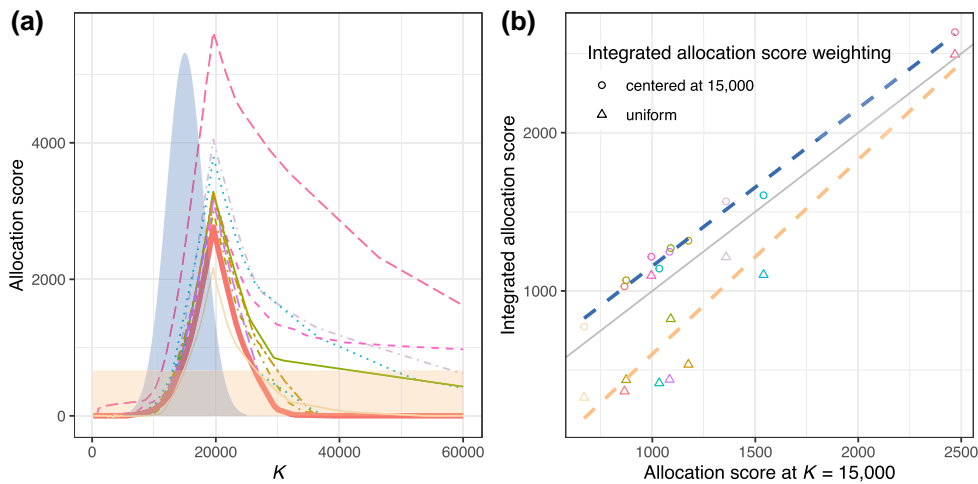 (a)
Allocation score
4000
2000
0
0
20000
40000
60000
K
(b)
Integrated allocation score
2000
1000
Integrated allocation score weighting
centered at 15,000
uniform
1000
1500
2000
2500
Allocation score at K = 15,000